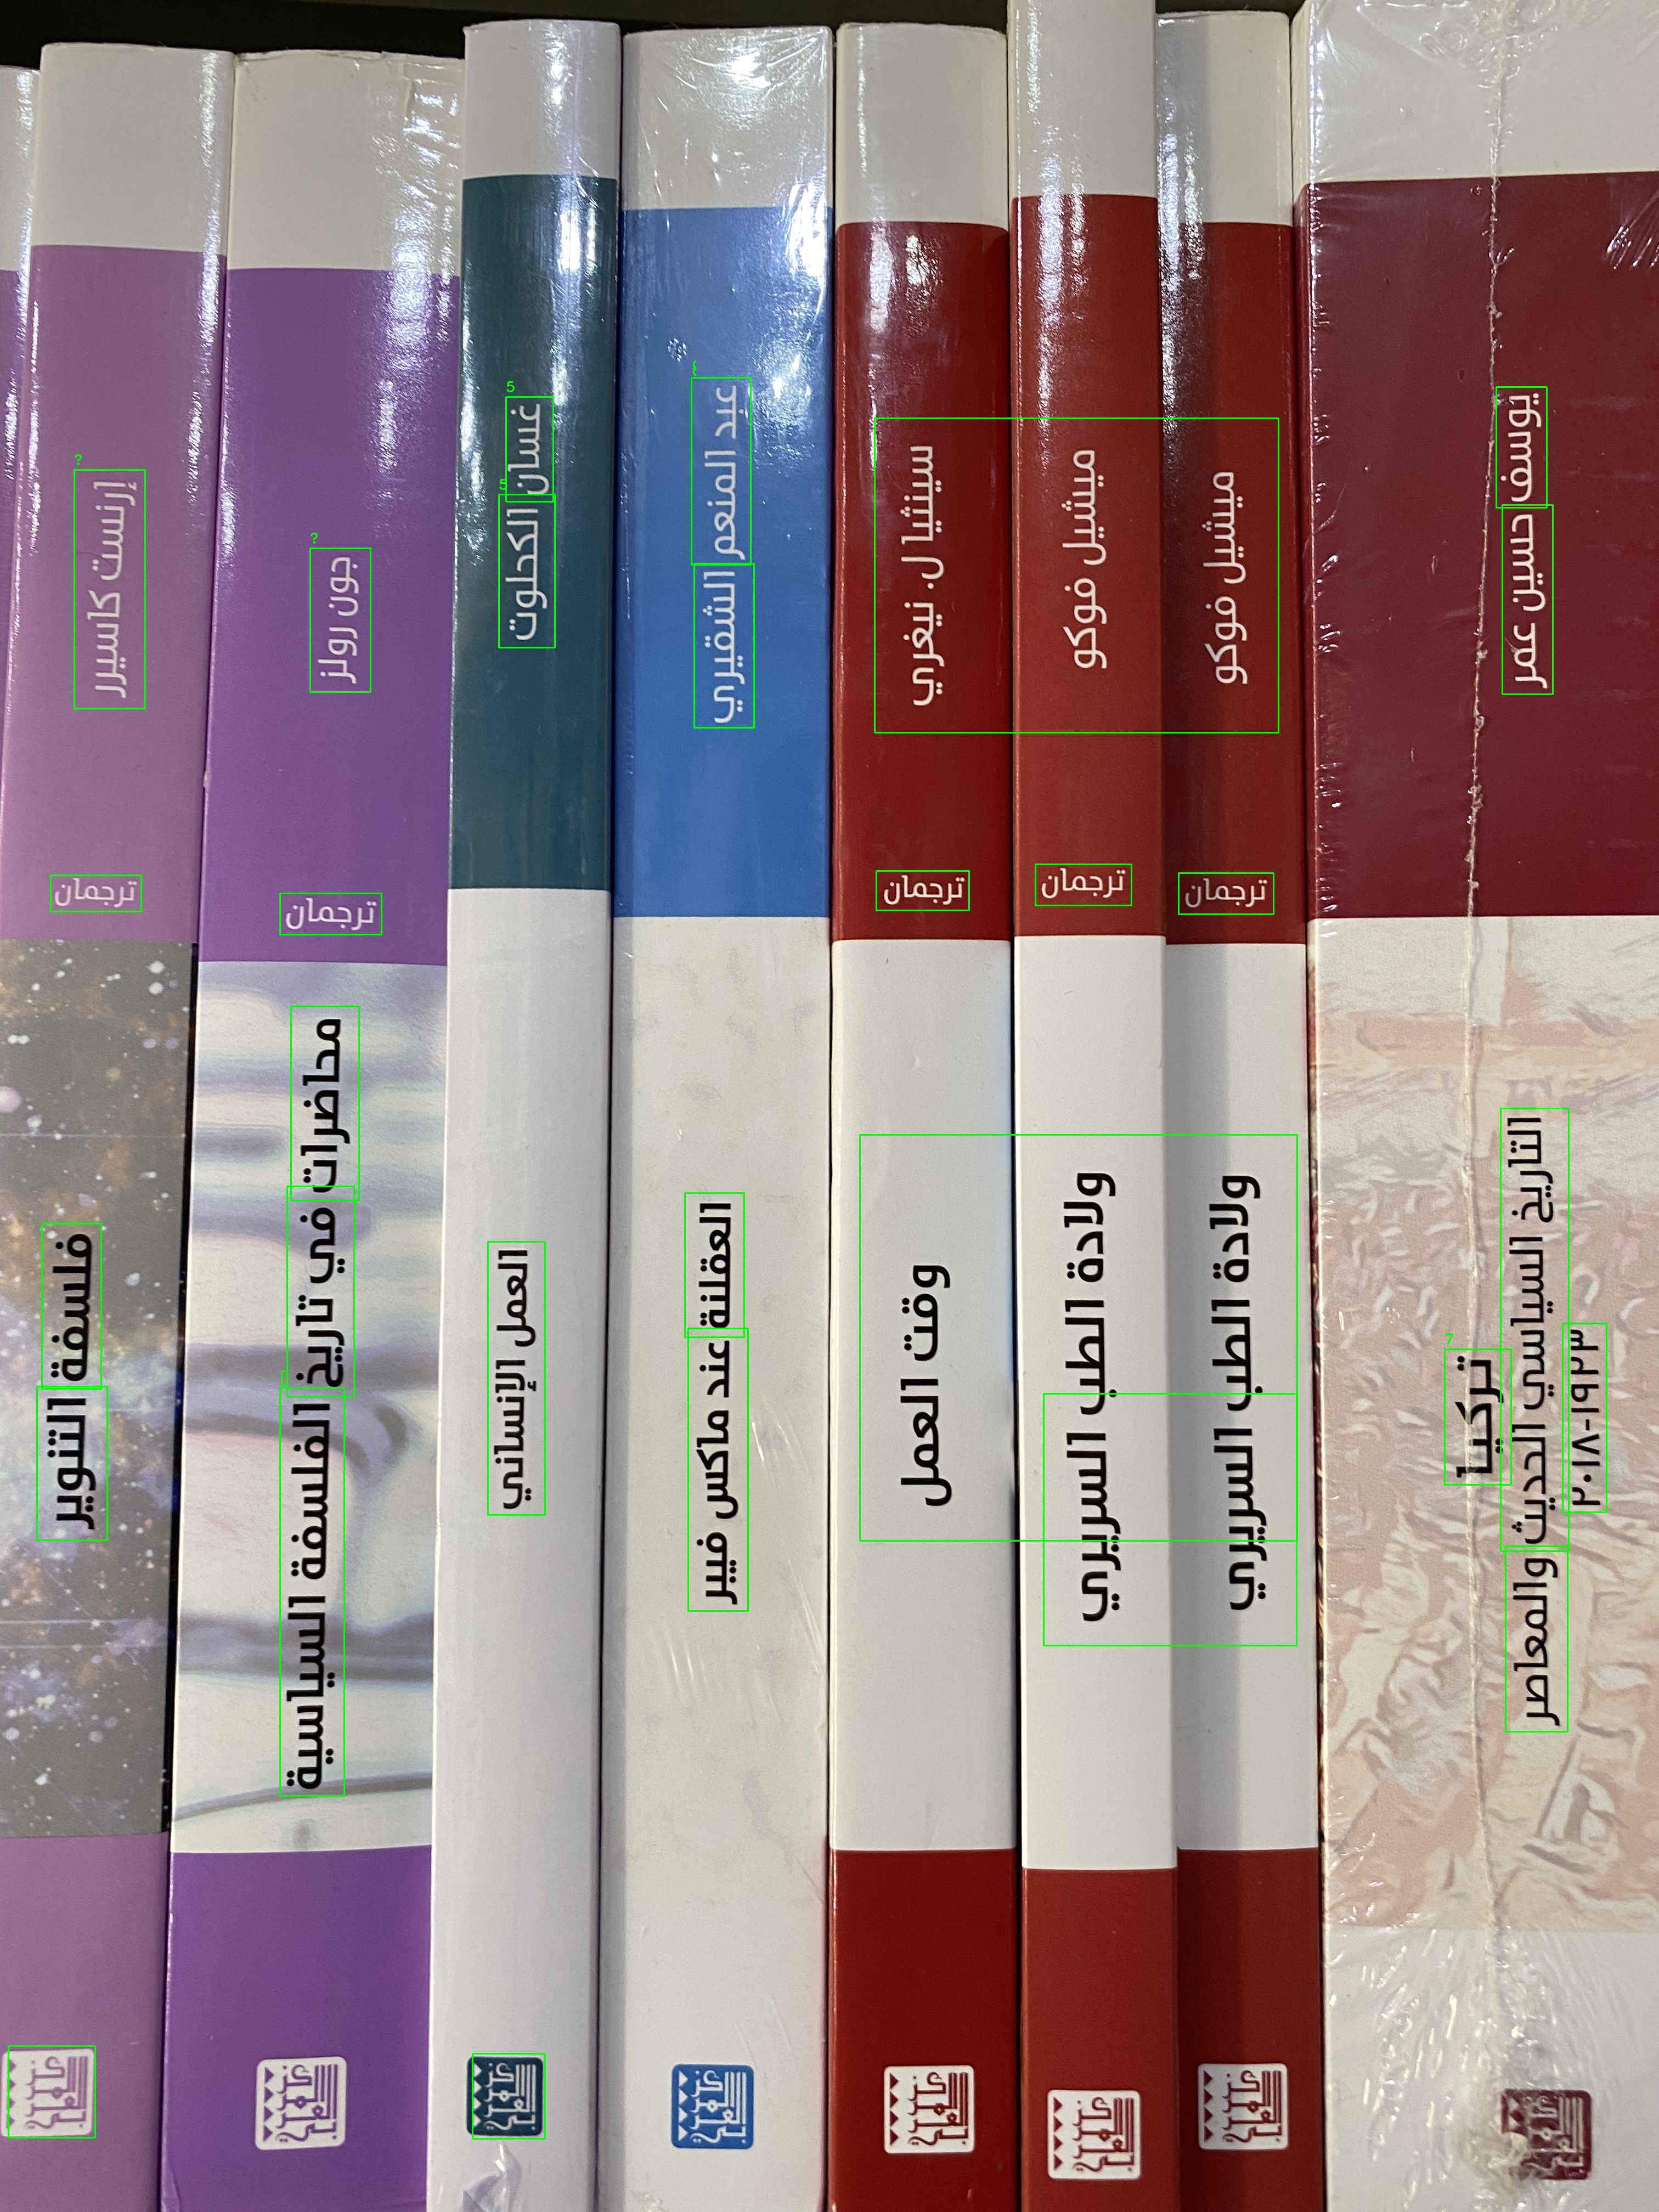 إرنست كاسيرر ترجمان فلسفة التنوير
جون رولز ترجمان محاضرات في تاريخ الفلسفة السياسية
غسان الكحلوت العمل الإنساني
عبد المنعم الشقيري العقلنة عند ماكس فيبر
سينثيا ل. نيغري ترجمان وقت العمل
ميشيل فوكو ترجمان ولادة الطب السريري
ميشيل فوكو ترجمان ولادة الطب السريري
يوسف حسين عمر تركيا
التاريخ السياسي الحديث والمعاصر
١٩٢٣-٢٠١٨